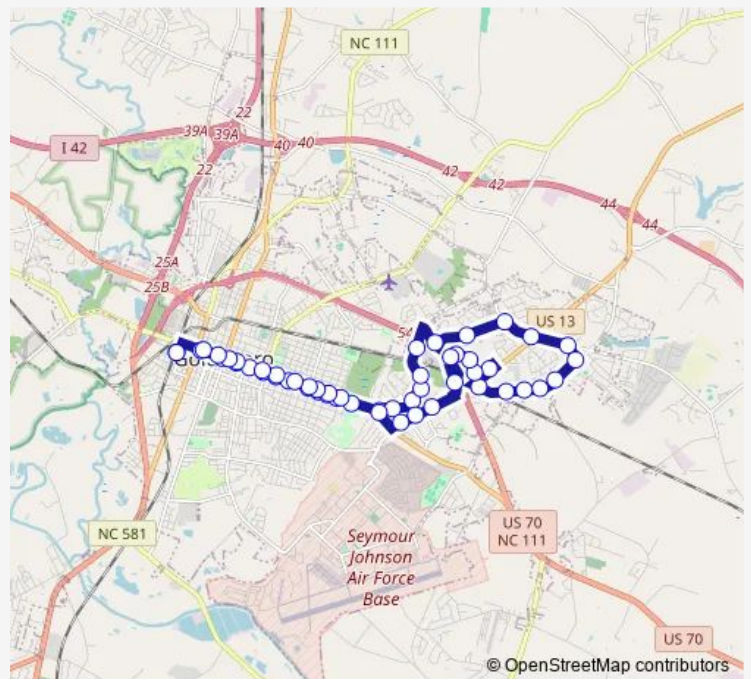 NC 111
22
39A
39A
I 42
40
40
22
42
42
44
44
25A
25B
54
US 13
Goldsboro
NC 581
US 70
NC 111
Seymour
Johnson
Air Force
Base
US 70
© OpenStreetMap contributors